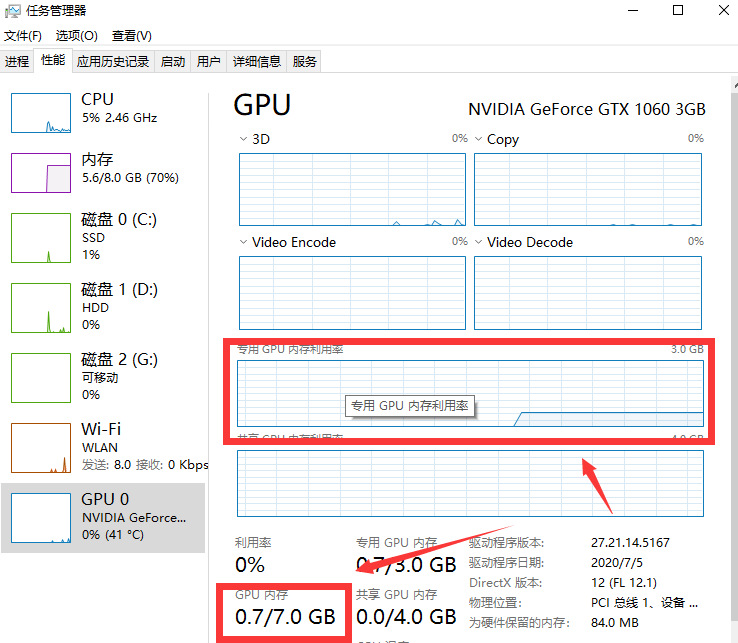 任务管理器
文件(F) 选项(O) 查看(V)
进程 性能 应用历史记录 启动 用户 详细信息 服务
CPU
5% 2.46 GHz
内存
5.6/8.0 GB (70%)
磁盘 0 (C:)
SSD
1%
磁盘 1 (D:)
HDD
0%
磁盘 2 (G:)
可移动
0%
Wi-Fi
WLAN
发送: 8.0 接收: 0 Kbps
GPU 0
NVIDIA GeForce...
0% (41 °C)
GPU NVIDIA GeForce GTX 1060 3GB
3D 0% Copy 0%
Video Encode 0% Video Decode 0%
专用 GPU 内存利用率 3.0 GB
专用 GPU 内存利用率
共享 GPU 内存利用率 4.0 GB
利用率
0%
专用 GPU 内存
0.7/3.0 GB
GPU 内存
0.7/7.0 GB
共享 GPU 内存
0.0/4.0 GB
驱动程序版本: 27.21.14.5167
驱动程序日期: 2020/7/5
DirectX 版本: 12 (FL 12.1)
物理位置: PCI 总线 1、设备 ...
为硬件保留的内存: 84.0 MB